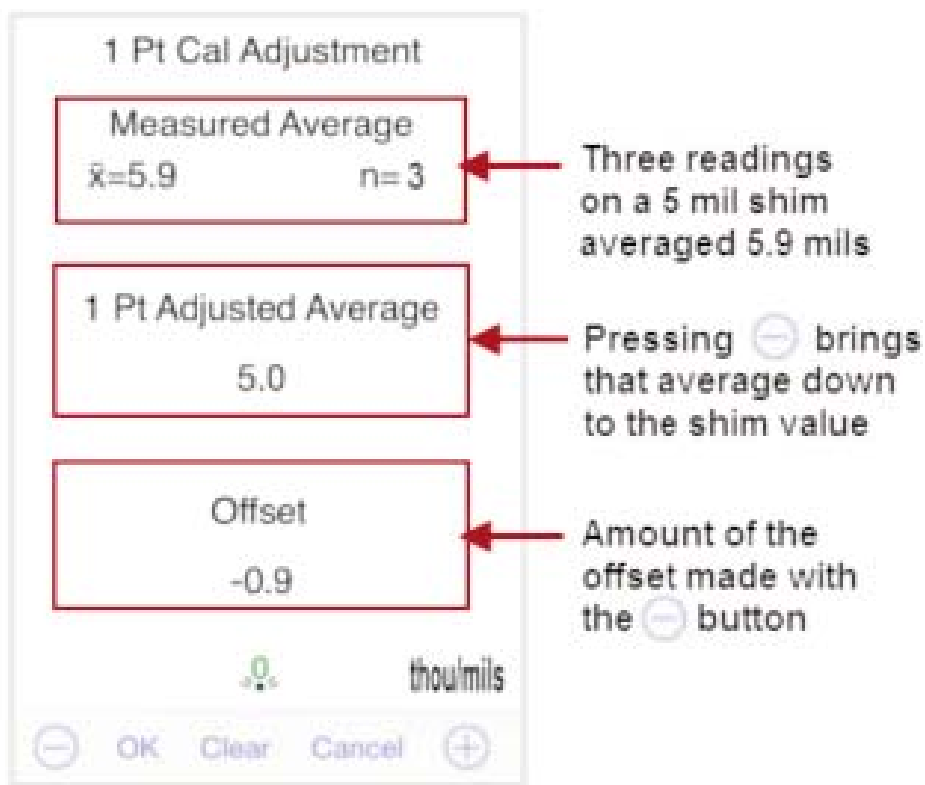 1 Pt Cal Adjustment
Measured Average
x̄=5.9 n= 3
Three readings
on a 5 mil shim
averaged 5.9 mils
1 Pt Adjusted Average
5.0
Pressing ⊖ brings
that average down
to the shim value
Offset
-0.9
Amount of the
offset made with
the ⊖ button
0
thou/mils
⊖ OK Clear Cancel ⊕